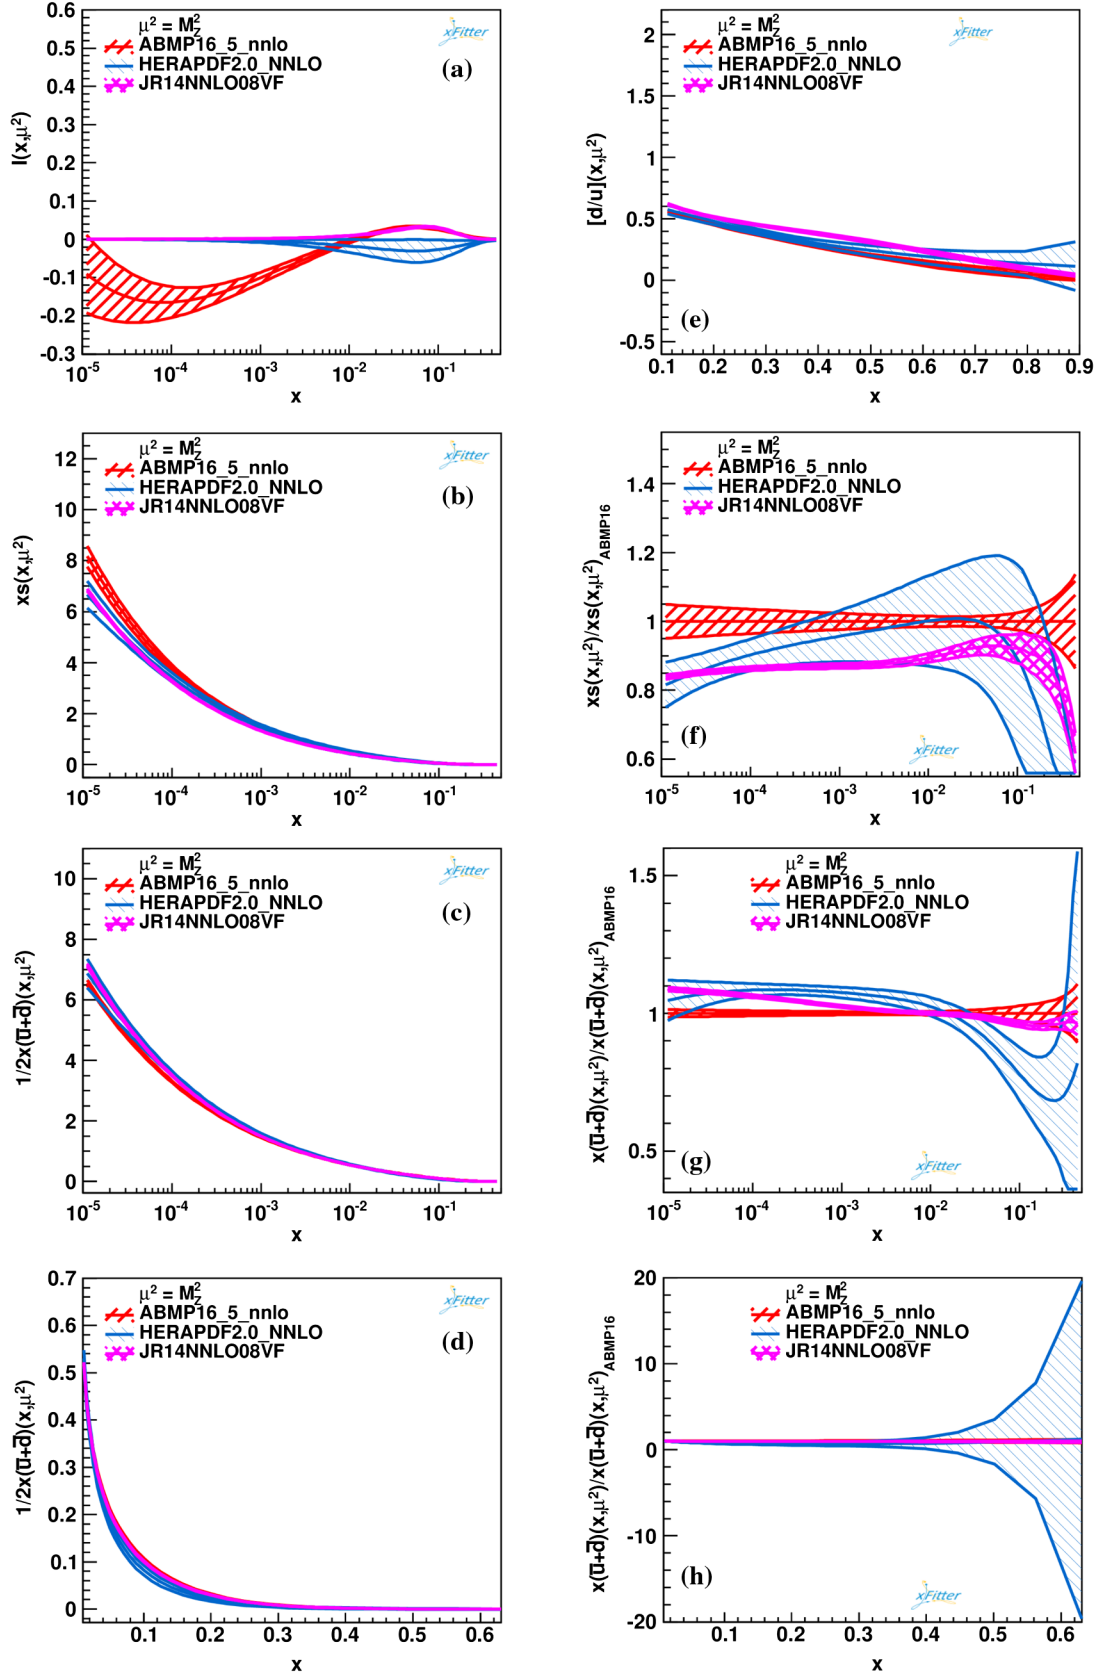 0.6
0.5
0.4
0.3
0.2
0.1
0
-0.1
-0.2
-0.3
I(x,μ²)
μ² = M_Z²
ABMP16_5_nnlo
HERAPDF2.0_NNLO
JR14NNLO08VF
xFitter
(a)
10⁻⁵ 10⁻⁴ 10⁻³ 10⁻² 10⁻¹
x
2
1.5
1
0.5
0
-0.5
[d/u](x,μ²)
μ² = M_Z²
ABMP16_5_nnlo
HERAPDF2.0_NNLO
JR14NNLO08VF
xFitter
(e)
0.1 0.2 0.3 0.4 0.5 0.6 0.7 0.8 0.9
x
12
10
8
6
4
2
0
xs(x,μ²)
μ² = M_Z²
ABMP16_5_nnlo
HERAPDF2.0_NNLO
JR14NNLO08VF
xFitter
(b)
10⁻⁵ 10⁻⁴ 10⁻³ 10⁻² 10⁻¹
x
1.4
1.2
1
0.8
0.6
xs(x,μ²)/xs(x,μ²)_ABMP16
μ² = M_Z²
ABMP16_5_nnlo
HERAPDF2.0_NNLO
JR14NNLO08VF
(f)
xFitter
10⁻⁵ 10⁻⁴ 10⁻³ 10⁻² 10⁻¹
x
10
8
6
4
2
0
1/2x(u̅+d̅)(x,μ²)
μ² = M_Z²
ABMP16_5_nnlo
HERAPDF2.0_NNLO
JR14NNLO08VF
xFitter
(c)
10⁻⁵ 10⁻⁴ 10⁻³ 10⁻² 10⁻¹
x
1.5
1
0.5
x(u̅+d̅)(x,μ²)/x(u̅+d̅)(x,μ²)_ABMP16
μ² = M_Z²
ABMP16_5_nnlo
HERAPDF2.0_NNLO
JR14NNLO08VF
(g)
xFitter
10⁻⁵ 10⁻⁴ 10⁻³ 10⁻² 10⁻¹
x
0.7
0.6
0.5
0.4
0.3
0.2
0.1
0
1/2x(u̅+d̅)(x,μ²)
μ² = M_Z²
ABMP16_5_nnlo
HERAPDF2.0_NNLO
JR14NNLO08VF
xFitter
(d)
0.1 0.2 0.3 0.4 0.5 0.6
x
20
10
0
-10
-20
x(u̅+d̅)(x,μ²)/x(u̅+d̅)(x,μ²)_ABMP16
μ² = M_Z²
ABMP16_5_nnlo
HERAPDF2.0_NNLO
JR14NNLO08VF
(h)
xFitter
0.1 0.2 0.3 0.4 0.5 0.6
x